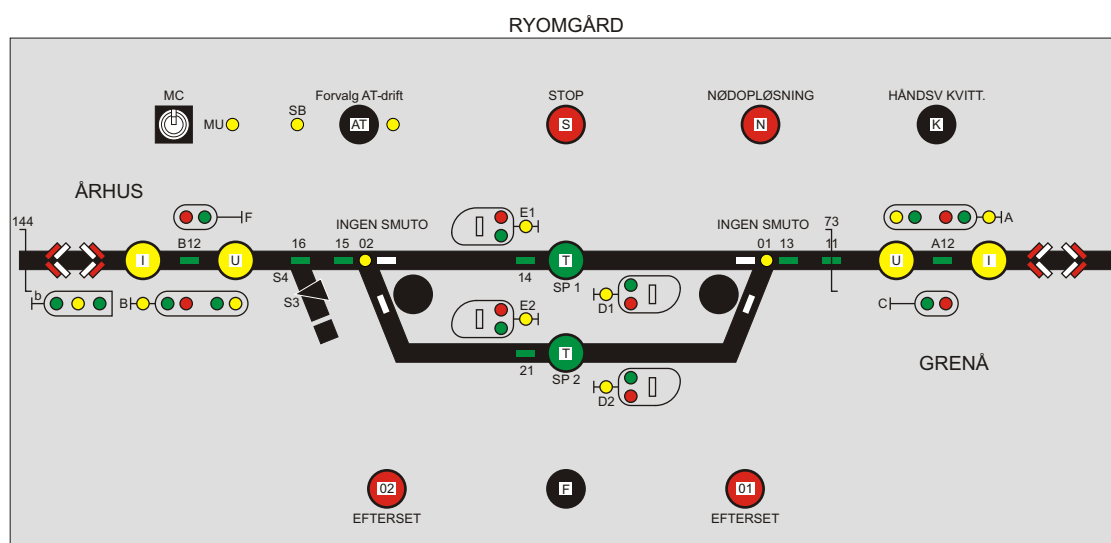 RYOMGÅRD
MC
Forvalg AT-drift
STOP
NØDOPLØSNING
HÅNDSV KVITT.
MU
SB
AT
S
N
K
ÅRHUS
144
F
E1
INGEN SMUTO
INGEN SMUTO
73
A
B12
16
15
02
01
13
11
A12
I
U
T
U
I
S4
14
SP 1
S3
b
B
E2
D1
C
T
21
SP 2
GRENÅ
D2
02
F
01
EFTERSET
EFTERSET